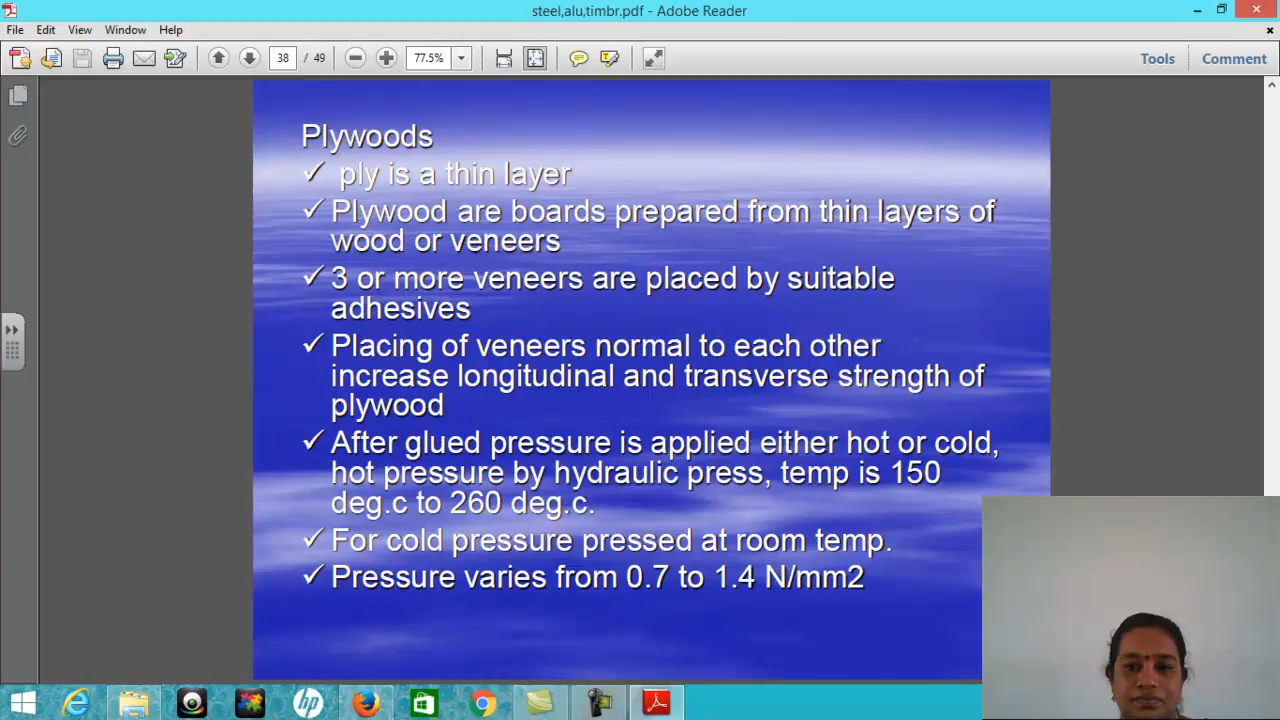 steel,alu,timbr.pdf - Adobe Reader
File Edit View Window Help
38 / 49 77.5% Tools Comment
Plywoods
✓ ply is a thin layer
✓ Plywood are boards prepared from thin layers of
wood or veneers
✓ 3 or more veneers are placed by suitable
adhesives
✓ Placing of veneers normal to each other
increase longitudinal and transverse strength of
plywood
✓ After glued pressure is applied either hot or cold,
hot pressure by hydraulic press, temp is 150
deg.c to 260 deg.c.
✓ For cold pressure pressed at room temp.
✓ Pressure varies from 0.7 to 1.4 N/mm2
hp